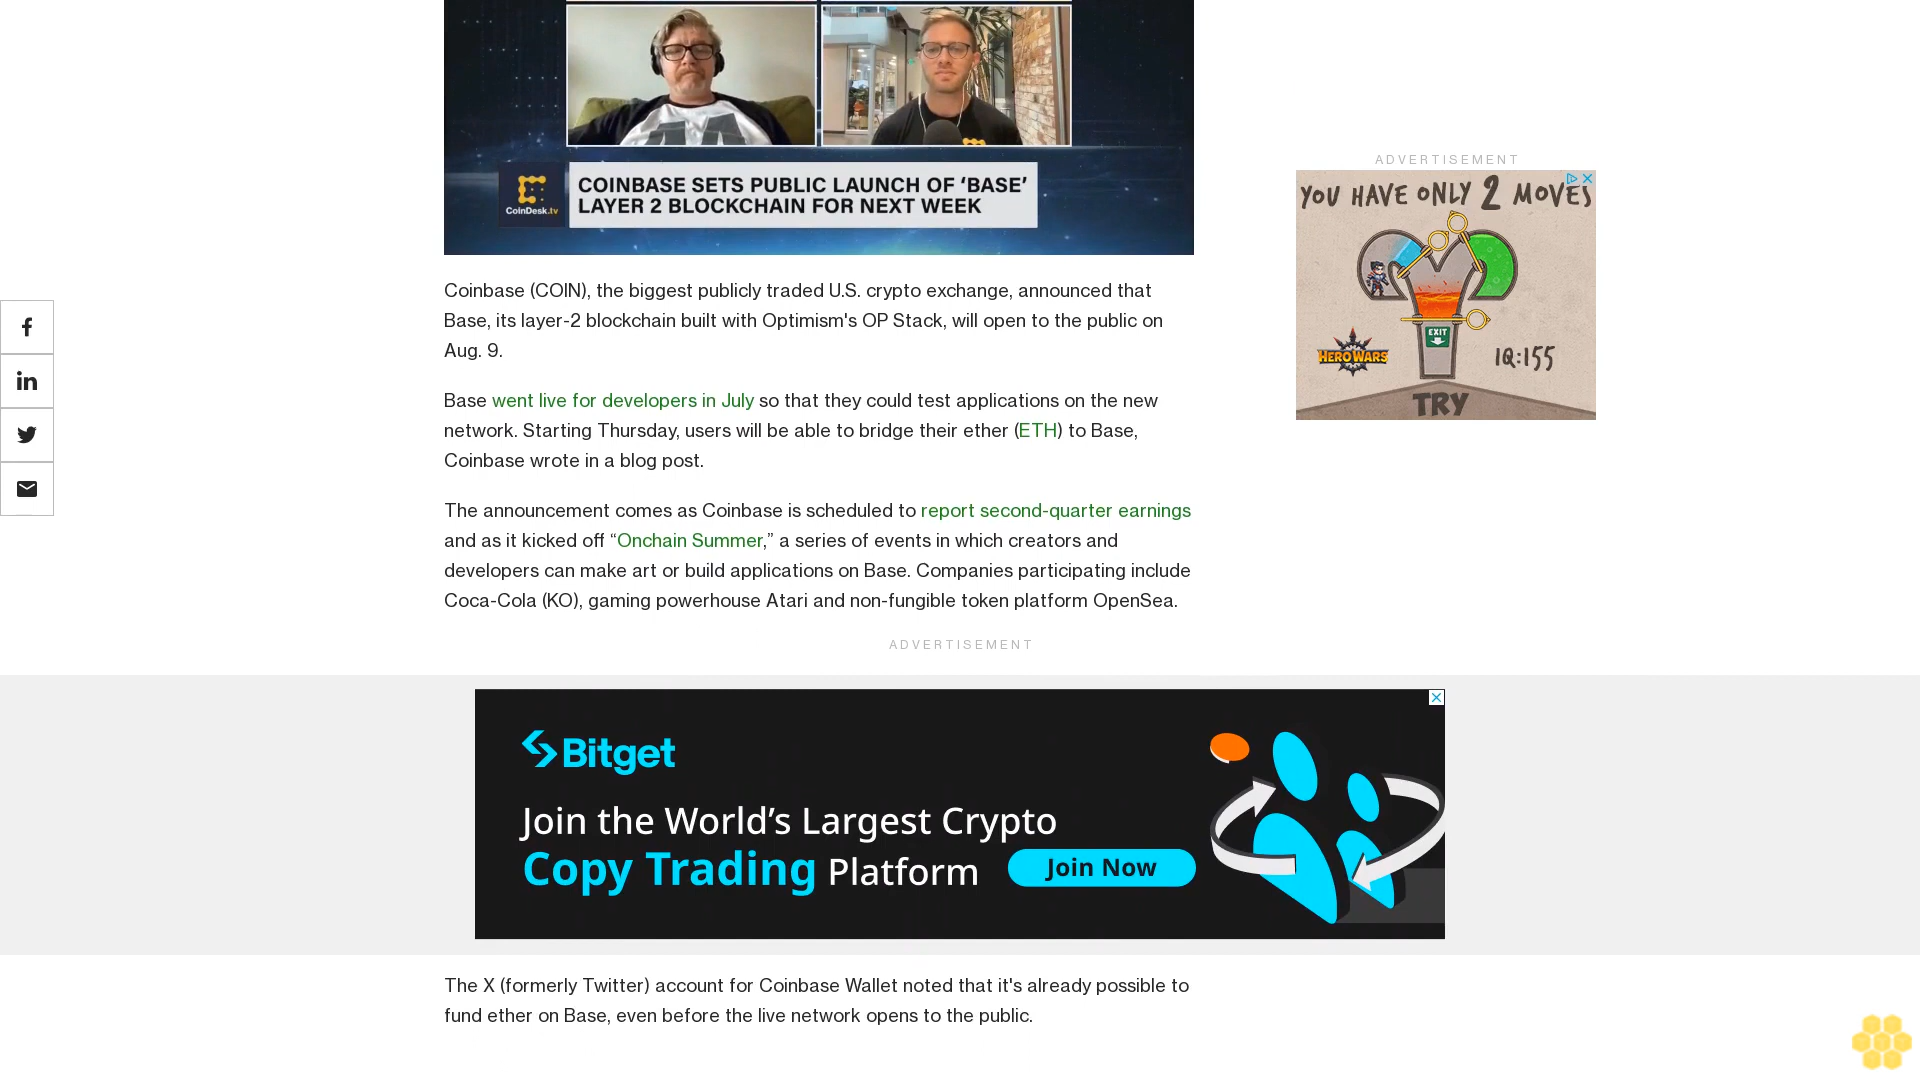 CoinDesk.tv
COINBASE SETS PUBLIC LAUNCH OF ‘BASE’
LAYER 2 BLOCKCHAIN FOR NEXT WEEK
Coinbase (COIN), the biggest publicly traded U.S. crypto exchange, announced that
Base, its layer-2 blockchain built with Optimism's OP Stack, will open to the public on
Aug. 9.
Base went live for developers in July so that they could test applications on the new
network. Starting Thursday, users will be able to bridge their ether (ETH) to Base,
Coinbase wrote in a blog post.
The announcement comes as Coinbase is scheduled to report second-quarter earnings
and as it kicked off “Onchain Summer,” a series of events in which creators and
developers can make art or build applications on Base. Companies participating include
Coca-Cola (KO), gaming powerhouse Atari and non-fungible token platform OpenSea.
ADVERTISEMENT
YOU HAVE ONLY 2 MOVES
EXIT
HERO WARS
IQ:155
TRY
ADVERTISEMENT
Bitget
Join the World’s Largest Crypto
Copy Trading Platform
Join Now
The X (formerly Twitter) account for Coinbase Wallet noted that it's already possible to
fund ether on Base, even before the live network opens to the public.